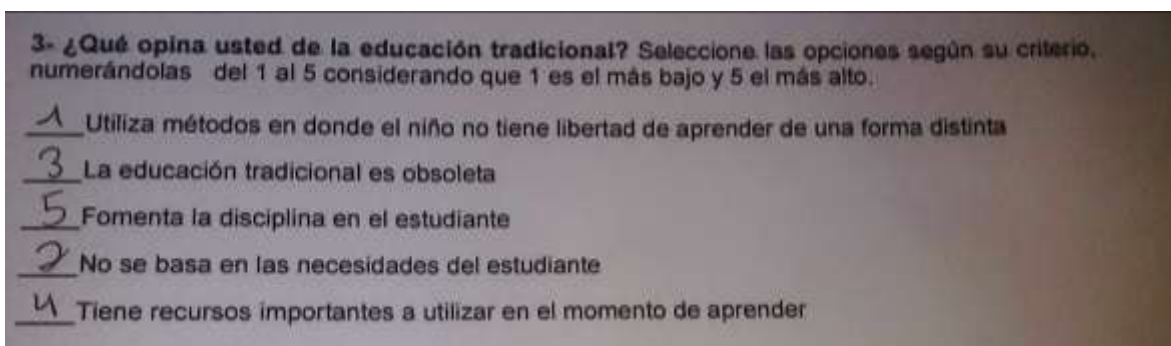 3- ¿Qué opina usted de la educación tradicional? Seleccione las opciones según su criterio,
numerándolas del 1 al 5 considerando que 1 es el más bajo y 5 el más alto.
1 Utiliza métodos en donde el niño no tiene libertad de aprender de una forma distinta
3 La educación tradicional es obsoleta
5 Fomenta la disciplina en el estudiante
2 No se basa en las necesidades del estudiante
4 Tiene recursos importantes a utilizar en el momento de aprender